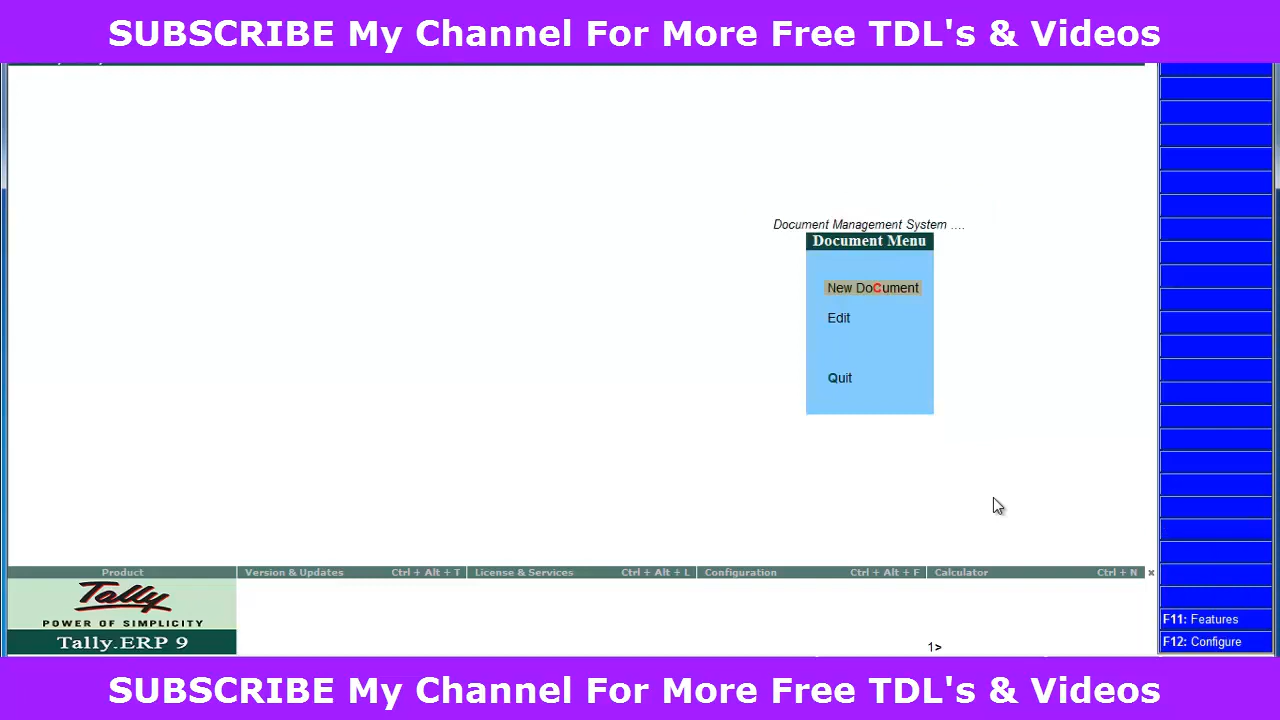 SUBSCRIBE My Channel For More Free TDL's & Videos
Document Management System ....
Document Menu
New DoCument
Edit
Quit
Product
Version & Updates Ctrl + Alt + T
License & Services Ctrl + Alt + L
Configuration Ctrl + Alt + F
Calculator Ctrl + N x
Tally
POWER OF SIMPLICITY
Tally.ERP 9
1>
F11: Features
F12: Configure
SUBSCRIBE My Channel For More Free TDL's & Videos